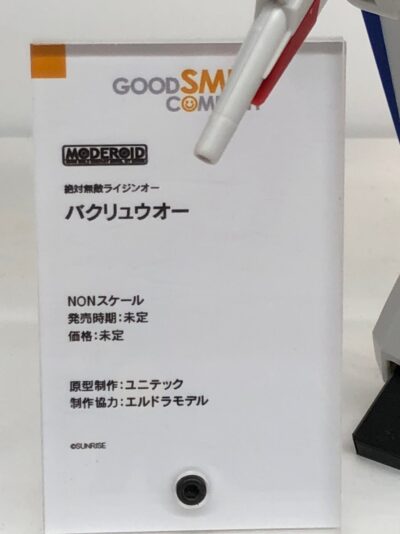 GOOD SMI
COMPANY
MODEROID
絶対無敵ライジンオー
バクリュウオー
NONスケール
発売時期：未定
価格：未定
原型制作：ユニテック
制作協力：エルドラモデル
©SUNRISE